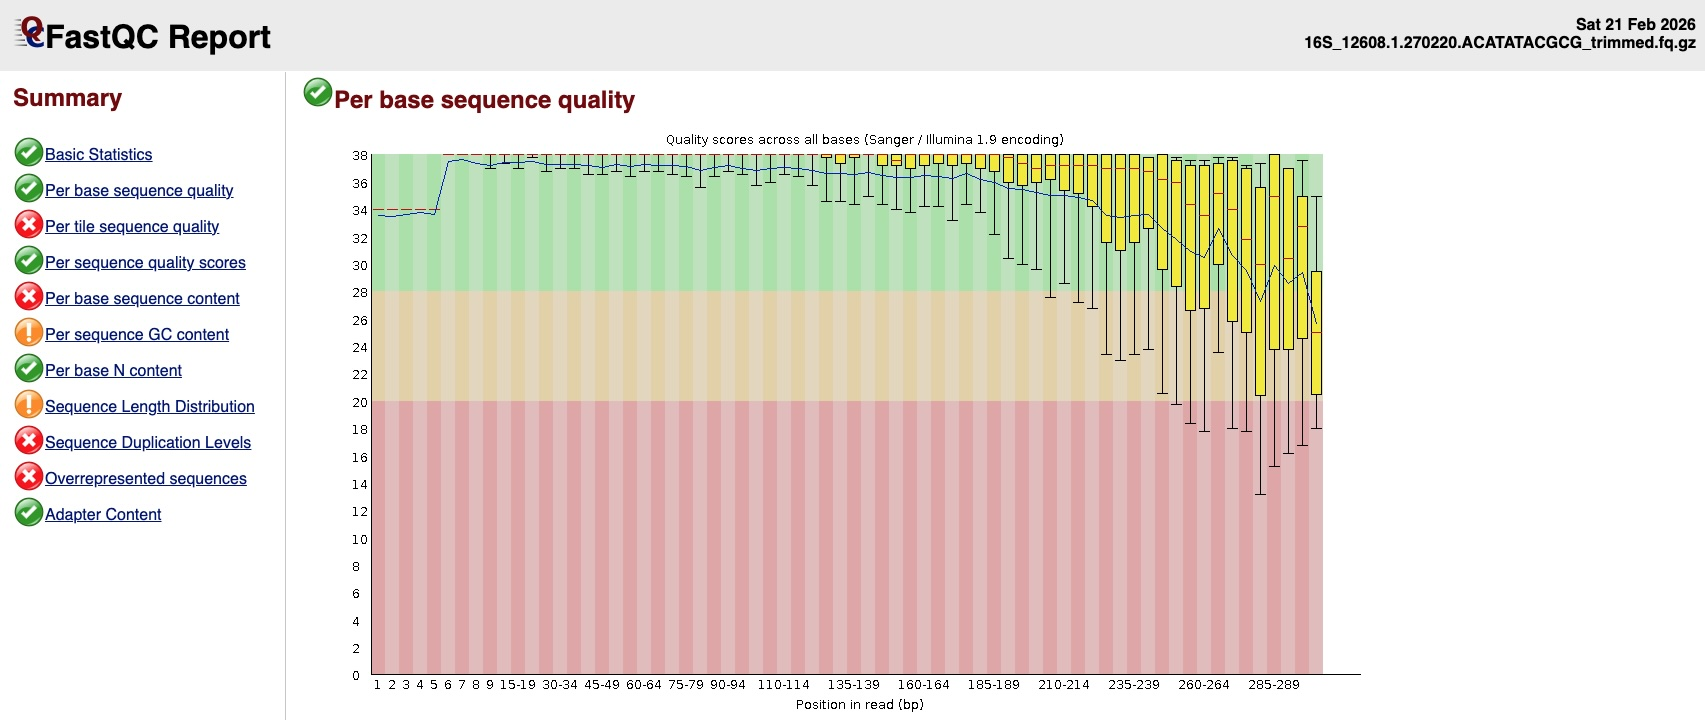 FastQC Report
Sat 21 Feb 2026
16S_12608.1.270220.ACATATACGCG_trimmed.fq.gz
Summary
Basic Statistics
Per base sequence quality
Per tile sequence quality
Per sequence quality scores
Per base sequence content
Per sequence GC content
Per base N content
Sequence Length Distribution
Sequence Duplication Levels
Overrepresented sequences
Adapter Content
Per base sequence quality
Quality scores across all bases (Sanger / Illumina 1.9 encoding)
38
36
34
32
30
28
26
24
22
20
18
16
14
12
10
8
6
4
2
0
1 2 3 4 5 6 7 8 9 15-19 30-34 45-49 60-64 75-79 90-94 110-114 135-139 160-164 185-189 210-214 235-239 260-264 285-289
Position in read (bp)